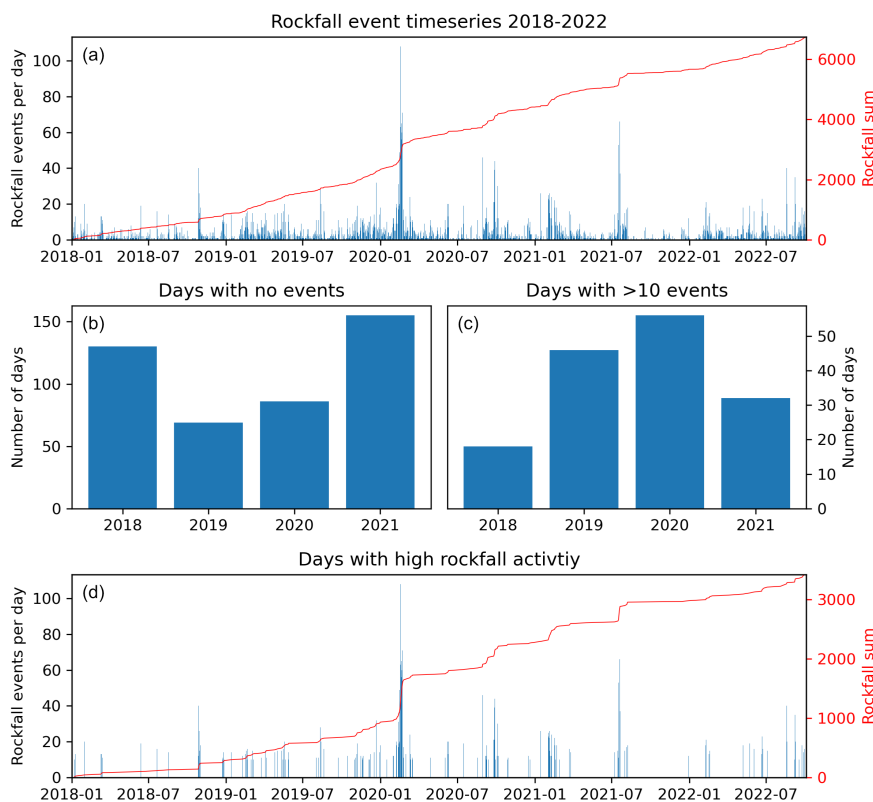 Rockfall event timeseries 2018-2022
(a)
Rockfall events per day
0 20 40 60 80 100
Rockfall sum
0 2000 4000 6000
2018-01 2018-07 2019-01 2019-07 2020-01 2020-07 2021-01 2021-07 2022-01 2022-07
Days with no events
(b)
Number of days
0 50 100 150
2018 2019 2020 2021
Days with >10 events
(c)
Number of days
0 10 20 30 40 50
2018 2019 2020 2021
Days with high rockfall activtiy
(d)
Rockfall events per day
0 20 40 60 80 100
Rockfall sum
0 1000 2000 3000
2018-01 2018-07 2019-01 2019-07 2020-01 2020-07 2021-01 2021-07 2022-01 2022-07